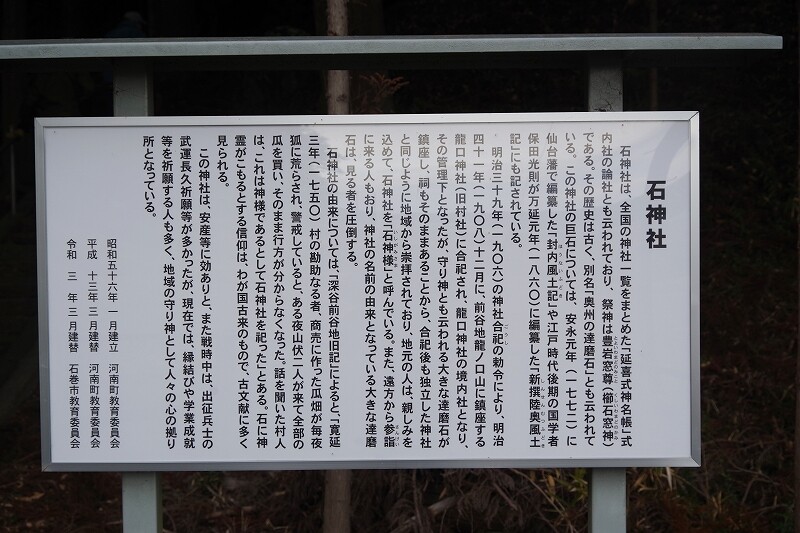 石神社
石神社は、全国の神社一覧をまとめた「延喜式神名帳」式
内社の論社とも云われており、祭神は豊岩窓尊(櫛石窓神)
である。その歴史は古く、別名「奥州の達磨石」とも云われて
いる。この神社の巨石については、安永元年(一七七二)に
仙台藩で編纂した「封内風土記」や江戸時代後期の国学者
保田光則が万延元年(一八六〇)に編纂した「新撰陸奥風土
記」にも記されている。
明治三十九年(一九〇六)の神社合祀の勅令により、明治
四十一年(一九〇八)十二月に、前谷地龍ノ口山に鎮座する
龍口神社(旧村社)に合祀され、龍口神社の境内社となり、
その管理下となったが、守り神とも云われる大きな達磨石が
鎮座し、祠もそのままあることから、合祀後も独立した神社
と同じように地域から崇拝されており、地元の人は、親しみを
込めて、石神社を「石神様」と呼んでいる。また、遠方から参詣
に来る人もおり、神社の名前の由来となっている大きな達磨
石は、見る者を圧倒する。
石神社の由来については、「深谷前谷地旧記」によると、「寛延
三年(一七五〇)村の勘助なる者、商売に作った瓜畑が毎夜
狐に荒らされ、警戒していると、ある夜山伏二人が来て全部の
瓜を買い、そのまま行方が分からなくなった。話を聞いた村人
は、これは神様であるとして石神社を祀った」とある。石に神
霊がこもるとする信仰は、わが国古来のもので、古文献に多く
見られる。
この神社は、安産等に効ありと、また戦時中は、出征兵士の
武運長久祈願等が多かったが、現在では、縁結びや学業成就
等を祈願する人も多く、地域の守り神として人々の心の拠り
所となっている。
昭和五十六年 一月建立 河南町教育委員会
平成 十三年 三月建替 河南町教育委員会
令和 三年 三月建替 石巻市教育委員会